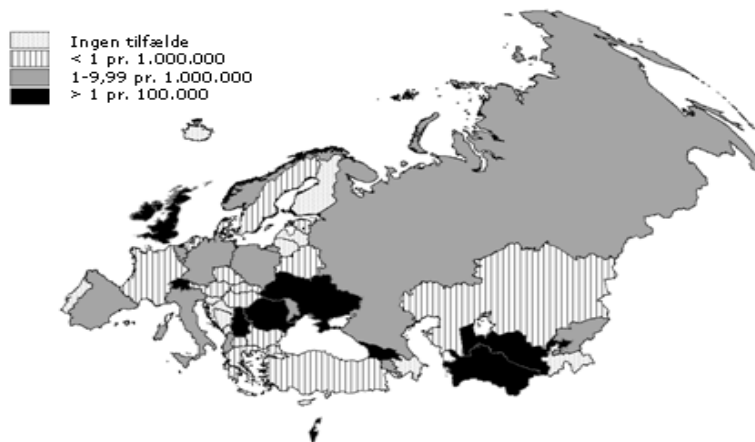 Ingen tilfælde
< 1 pr. 1.000.000
1-9,99 pr. 1.000.000
> 1 pr. 100.000